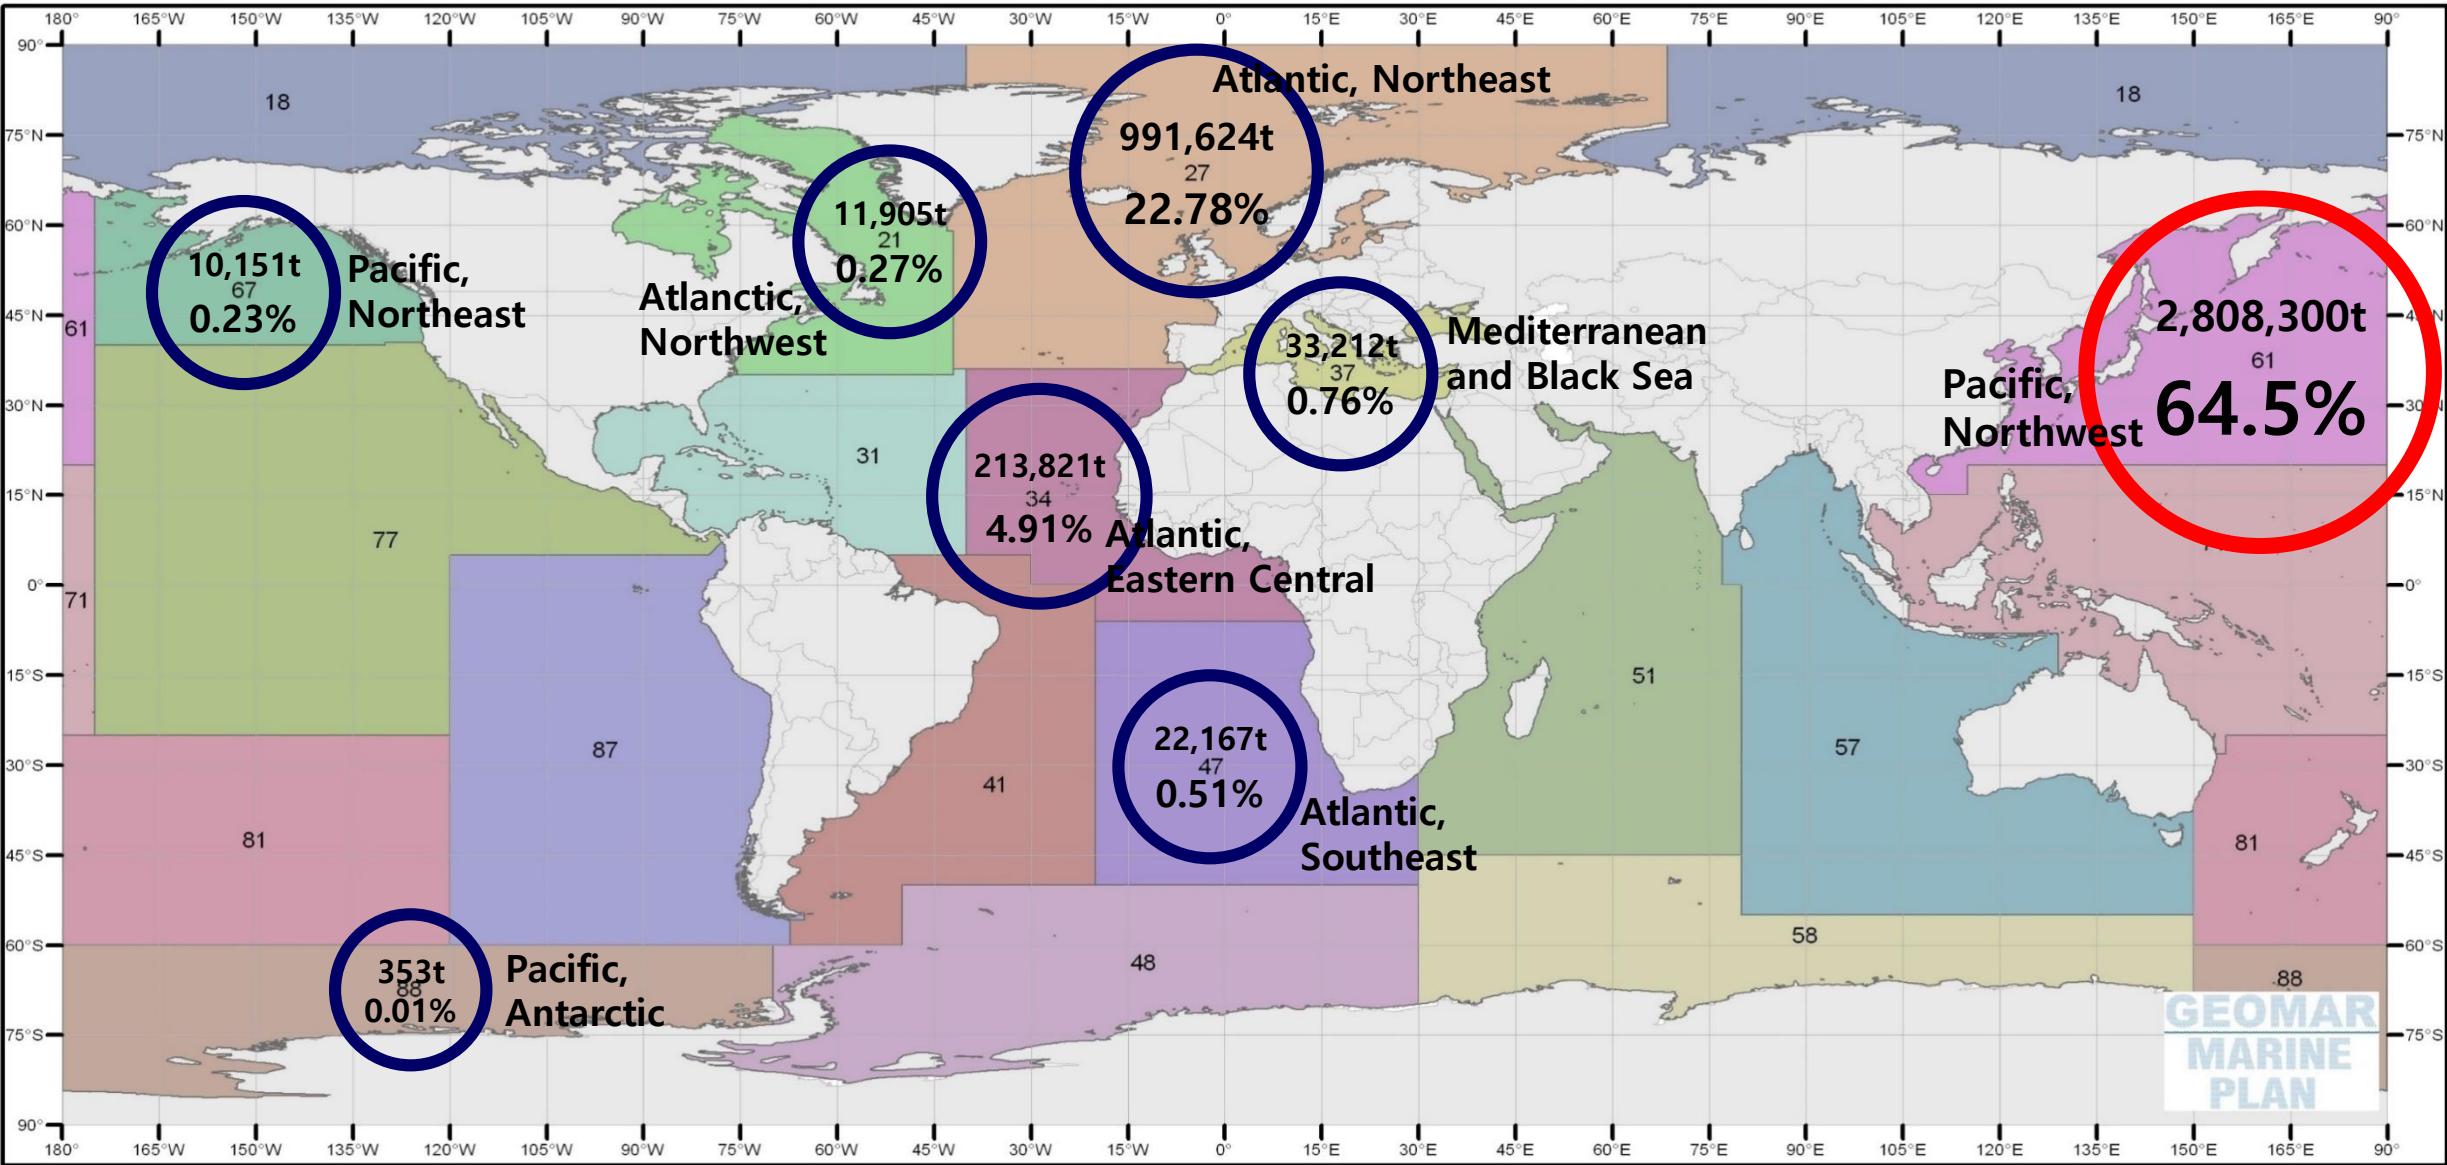 180° 165°W 150°W 135°W 120°W 105°W 90°W 75°W 60°W 45°W 30°W 15°W 0° 15°E 30°E 45°E 60°E 75°E 90°E 105°E 120°E 135°E 150°E 165°E 90°
90° 90°
Atlantic, Northeast
18
18
75°N 75°N
991,624t
27
22.78%
60°N 60°N
11,905t
21
0.27%
10,151t
67
0.23%
Pacific,
Northeast
Atlanctic,
Northwest
45°N
61
33,212t
37
0.76%
Mediterranean
and Black Sea
2,808,300t
61
64.5%
Pacific,
Northwest
30°N
31
213,821t
34
4.91%
15°N 15°N
Atlantic,
Eastern Central
77
0° 0°
71
15°S 15°S
51
22,167t
47
0.51%
57
87
30°S 30°S
41
Atlantic,
Southeast
81
81
45°S 45°S
58
60°S 60°S
48
353t
88
0.01%
Pacific,
Antarctic
88
75°S 75°S
GEOMAR
MARINE
PLAN
90°
180° 165°W 150°W 135°W 120°W 105°W 90°W 75°W 60°W 45°W 30°W 15°W 0° 15°E 30°E 45°E 60°E 75°E 90°E 105°E 120°E 135°E 150°E 165°E 90°